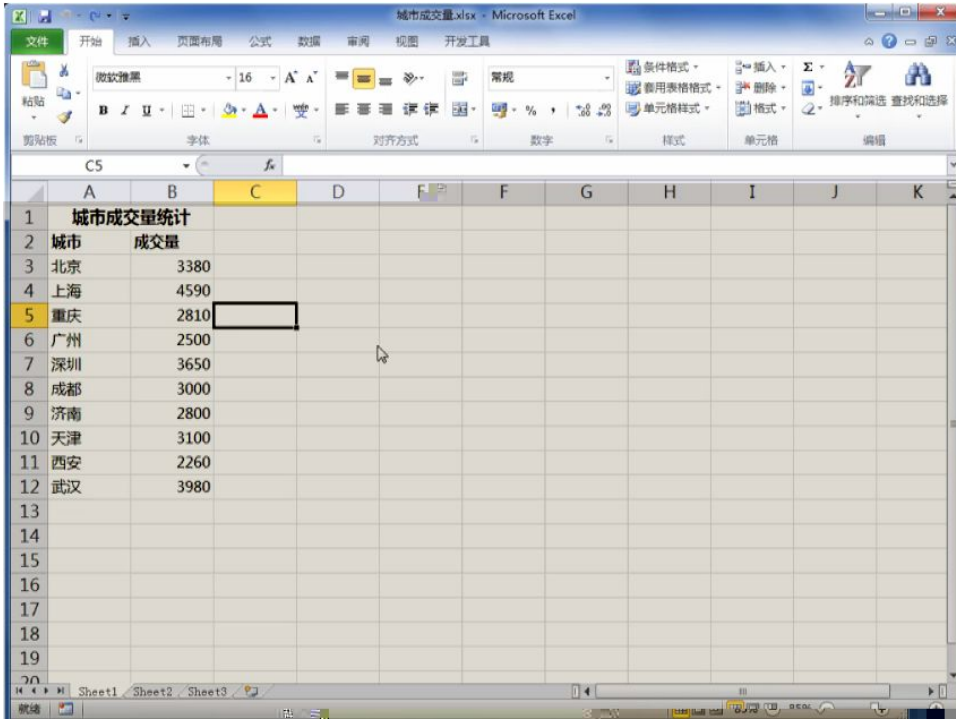 城市成交量.xlsx - Microsoft Excel
文件 开始 插入 页面布局 公式 数据 审阅 视图 开发工具
微软雅黑 16 A A 常规 条件格式 插入 Σ
粘贴 套用表格格式 删除 排序和筛选 查找和选择
B I U A % , 单元格样式 格式
剪贴板 字体 对齐方式 数字 样式 单元格 编辑
C5 fx
A B C D E F G H I J K
1 城市成交量统计
2 城市 成交量
3 北京 3380
4 上海 4590
5 重庆 2810
6 广州 2500
7 深圳 3650
8 成都 3000
9 济南 2800
10 天津 3100
11 西安 2260
12 武汉 3980
13
14
15
16
17
18
19
20
Sheet1 Sheet2 Sheet3
就绪 85%